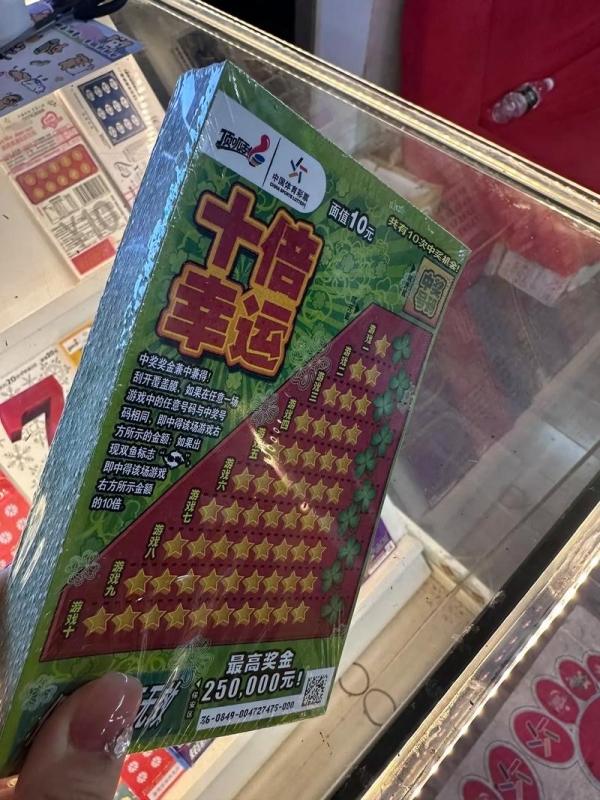 顶呱刮
中国体育彩票
CHINA SPORTS LOTTERY
面值10元
共有10次中奖机会!
十倍
幸运
中奖奖金兼中兼得!
刮开覆盖膜,如果在任意一场
游戏中的任意号码与中奖号
码相同,即中得该场游戏右
方所示的金额;如果出
现双鱼标志
即中得该场游戏
右方所示金额
的10倍
游戏一
游戏二
游戏三
游戏四
游戏五
游戏六
游戏七
游戏八
游戏九
游戏十
最高奖金
250,000元!
保安区